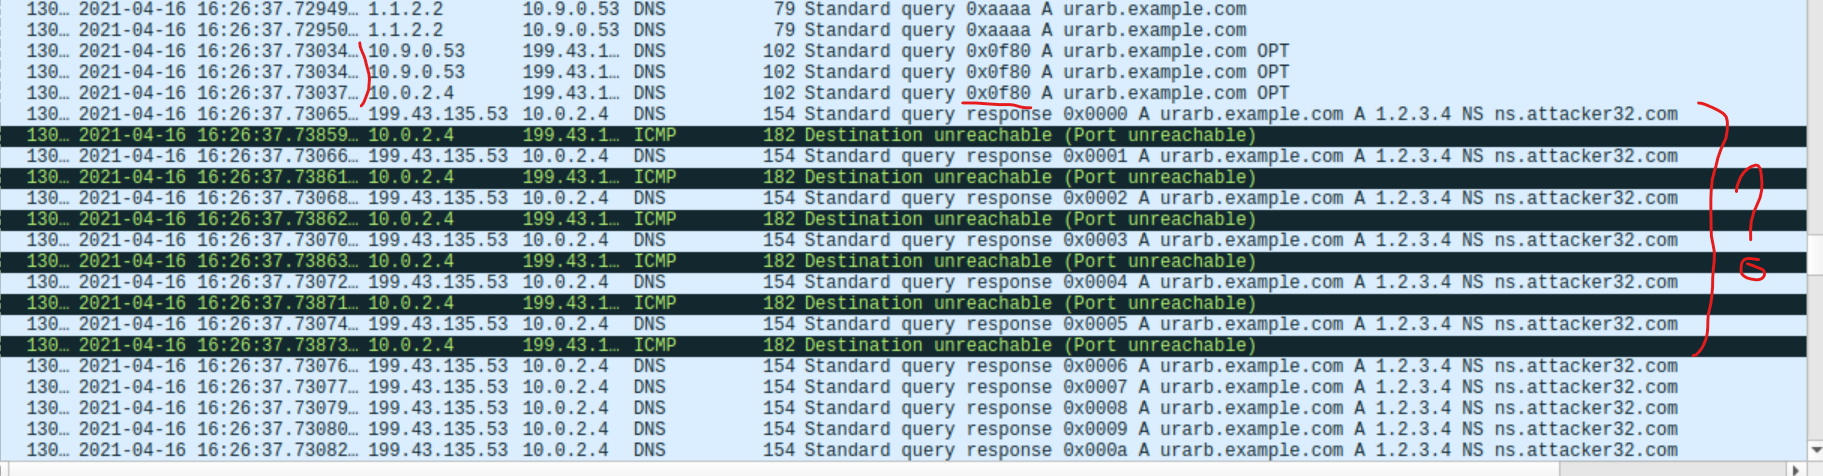 130… 2021-04-16 16:26:37.72949… 1.1.2.2 10.9.0.53 DNS 79 Standard query 0xaaaa A urarb.example.com
130… 2021-04-16 16:26:37.72950… 1.1.2.2 10.9.0.53 DNS 79 Standard query 0xaaaa A urarb.example.com
130… 2021-04-16 16:26:37.73034… 10.9.0.53 199.43.1… DNS 102 Standard query 0x0f80 A urarb.example.com OPT
130… 2021-04-16 16:26:37.73034… 10.9.0.53 199.43.1… DNS 102 Standard query 0x0f80 A urarb.example.com OPT
130… 2021-04-16 16:26:37.73037… 10.0.2.4 199.43.1… DNS 102 Standard query 0x0f80 A urarb.example.com OPT
130… 2021-04-16 16:26:37.73065… 199.43.135.53 10.0.2.4 DNS 154 Standard query response 0x0000 A urarb.example.com A 1.2.3.4 NS ns.attacker32.com
130… 2021-04-16 16:26:37.73859… 10.0.2.4 199.43.1… ICMP 182 Destination unreachable (Port unreachable)
130… 2021-04-16 16:26:37.73066… 199.43.135.53 10.0.2.4 DNS 154 Standard query response 0x0001 A urarb.example.com A 1.2.3.4 NS ns.attacker32.com
130… 2021-04-16 16:26:37.73861… 10.0.2.4 199.43.1… ICMP 182 Destination unreachable (Port unreachable)
130… 2021-04-16 16:26:37.73068… 199.43.135.53 10.0.2.4 DNS 154 Standard query response 0x0002 A urarb.example.com A 1.2.3.4 NS ns.attacker32.com
130… 2021-04-16 16:26:37.73862… 10.0.2.4 199.43.1… ICMP 182 Destination unreachable (Port unreachable)
130… 2021-04-16 16:26:37.73070… 199.43.135.53 10.0.2.4 DNS 154 Standard query response 0x0003 A urarb.example.com A 1.2.3.4 NS ns.attacker32.com
130… 2021-04-16 16:26:37.73863… 10.0.2.4 199.43.1… ICMP 182 Destination unreachable (Port unreachable)
130… 2021-04-16 16:26:37.73072… 199.43.135.53 10.0.2.4 DNS 154 Standard query response 0x0004 A urarb.example.com A 1.2.3.4 NS ns.attacker32.com
130… 2021-04-16 16:26:37.73871… 10.0.2.4 199.43.1… ICMP 182 Destination unreachable (Port unreachable)
130… 2021-04-16 16:26:37.73074… 199.43.135.53 10.0.2.4 DNS 154 Standard query response 0x0005 A urarb.example.com A 1.2.3.4 NS ns.attacker32.com
130… 2021-04-16 16:26:37.73873… 10.0.2.4 199.43.1… ICMP 182 Destination unreachable (Port unreachable)
130… 2021-04-16 16:26:37.73076… 199.43.135.53 10.0.2.4 DNS 154 Standard query response 0x0006 A urarb.example.com A 1.2.3.4 NS ns.attacker32.com
130… 2021-04-16 16:26:37.73077… 199.43.135.53 10.0.2.4 DNS 154 Standard query response 0x0007 A urarb.example.com A 1.2.3.4 NS ns.attacker32.com
130… 2021-04-16 16:26:37.73079… 199.43.135.53 10.0.2.4 DNS 154 Standard query response 0x0008 A urarb.example.com A 1.2.3.4 NS ns.attacker32.com
130… 2021-04-16 16:26:37.73080… 199.43.135.53 10.0.2.4 DNS 154 Standard query response 0x0009 A urarb.example.com A 1.2.3.4 NS ns.attacker32.com
130… 2021-04-16 16:26:37.73082… 199.43.135.53 10.0.2.4 DNS 154 Standard query response 0x000a A urarb.example.com A 1.2.3.4 NS ns.attacker32.com
?